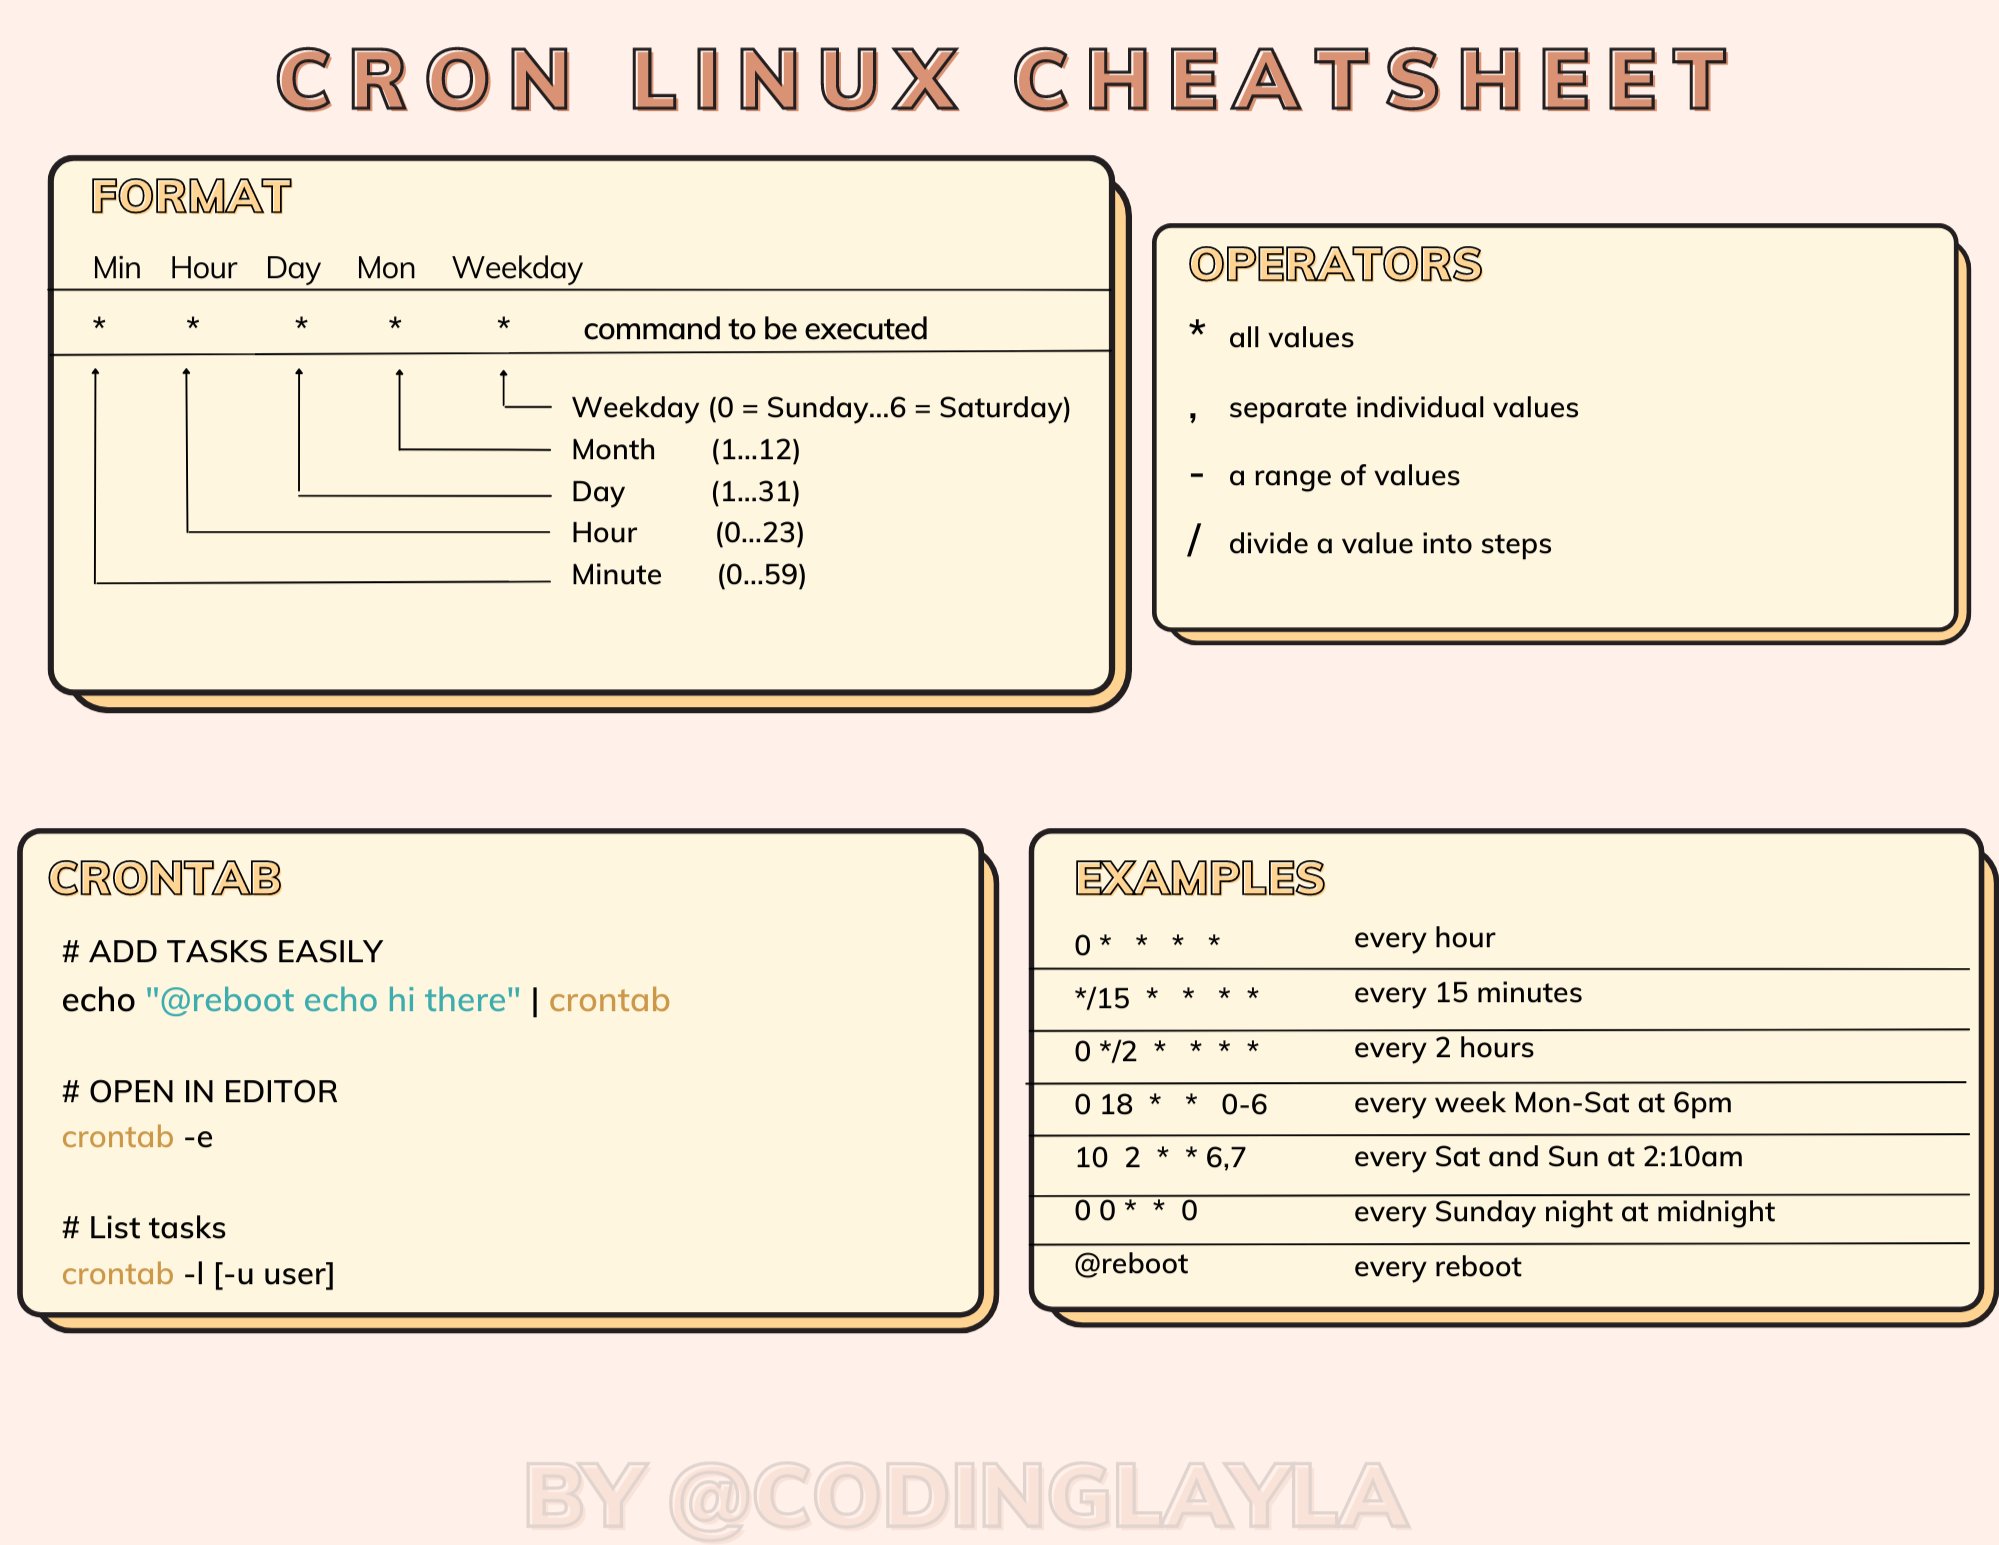 CRON LINUX CHEATSHEET
FORMAT
Min Hour Day Mon Weekday
* * * * * command to be executed
Weekday (0 = Sunday...6 = Saturday)
Month (1...12)
Day (1...31)
Hour (0...23)
Minute (0...59)
OPERATORS
* all values
, separate individual values
- a range of values
/ divide a value into steps
CRONTAB
# ADD TASKS EASILY
echo "@reboot echo hi there" | crontab
# OPEN IN EDITOR
crontab -e
# List tasks
crontab -l [-u user]
EXAMPLES
0 * * * * every hour
*/15 * * * * every 15 minutes
0 */2 * * * * every 2 hours
0 18 * * 0-6 every week Mon-Sat at 6pm
10 2 * * 6,7 every Sat and Sun at 2:10am
0 0 * * 0 every Sunday night at midnight
@reboot every reboot
BY @CODINGLAYLA